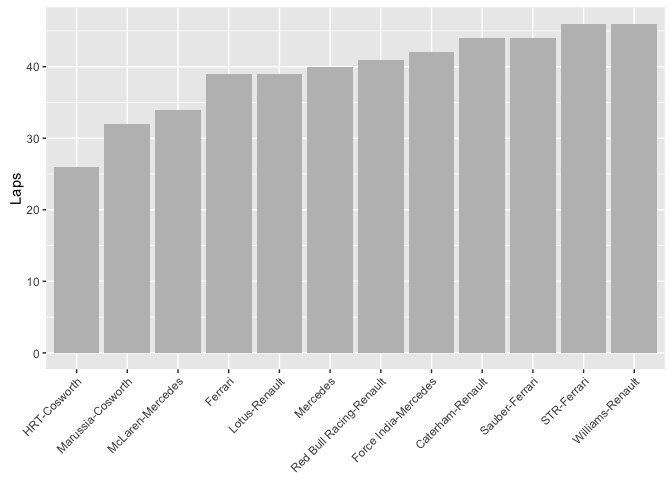 Laps
40
30
20
10
0
HRT-Cosworth
Marussia-Cosworth
McLaren-Mercedes
Ferrari
Lotus-Renault
Mercedes
Red Bull Racing-Renault
Force India-Mercedes
Caterham-Renault
Sauber-Ferrari
STR-Ferrari
Williams-Renault